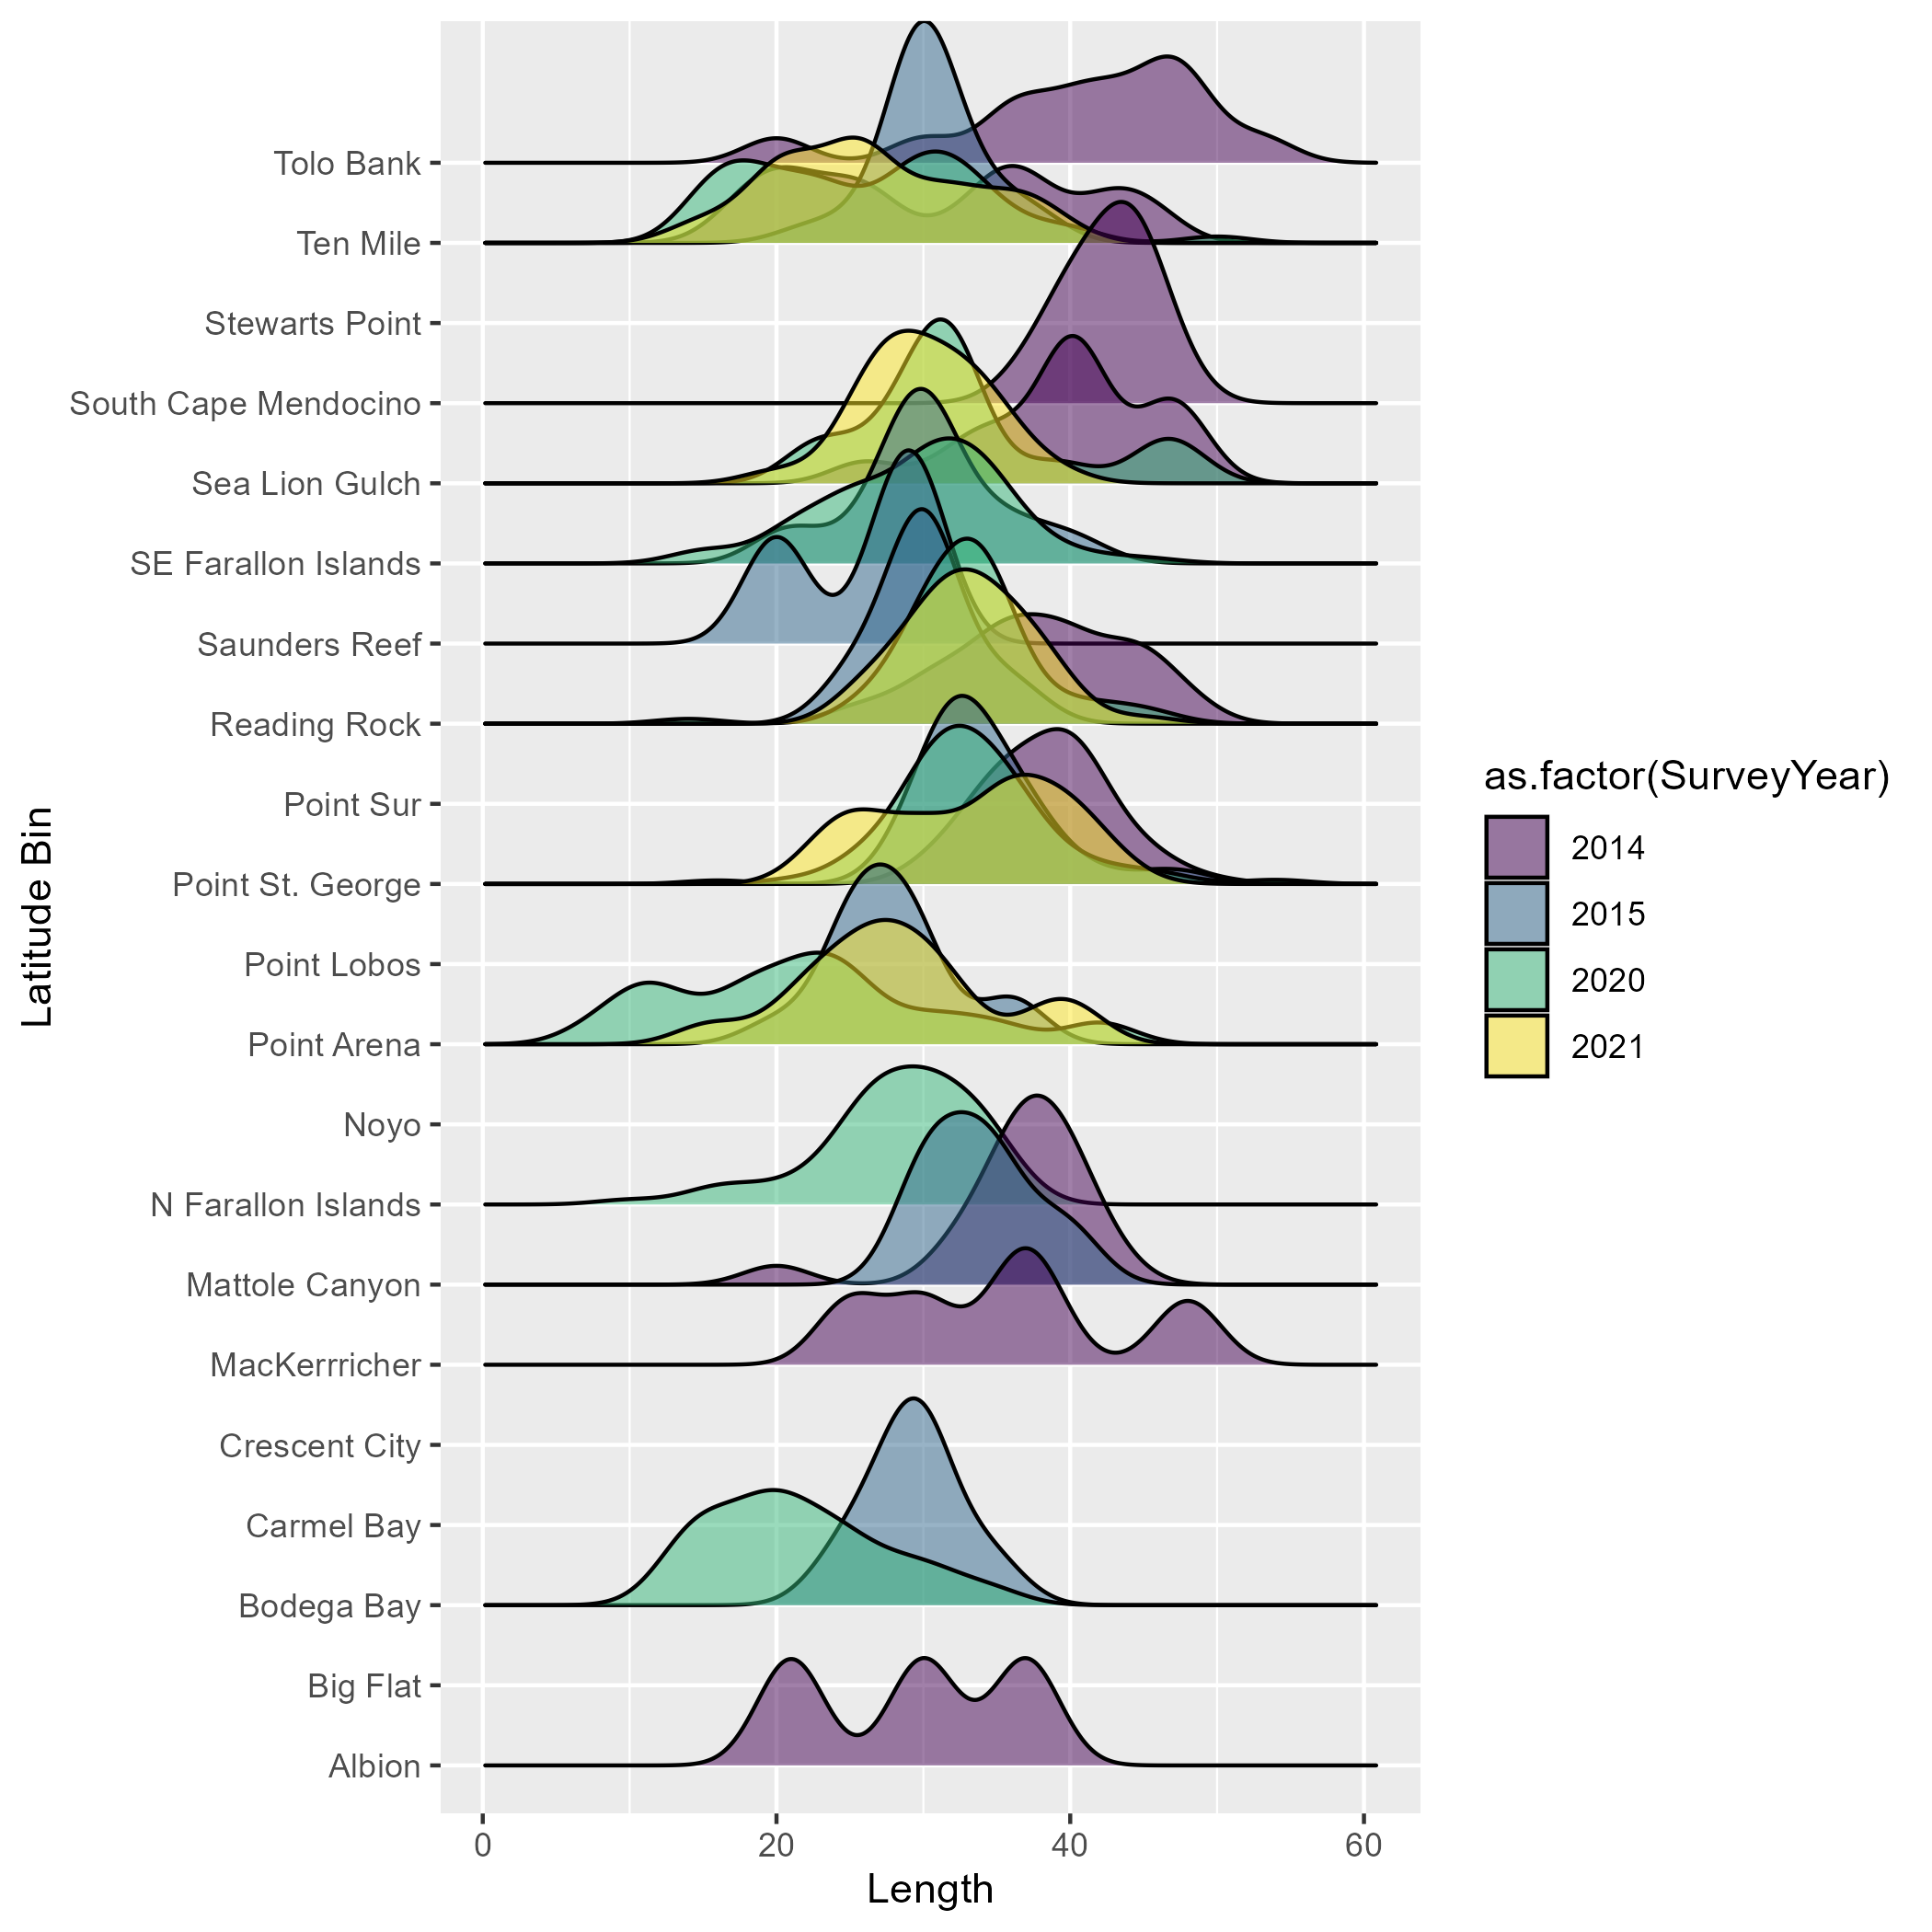 Latitude Bin
Tolo Bank
Ten Mile
Stewarts Point
South Cape Mendocino
Sea Lion Gulch
SE Farallon Islands
Saunders Reef
Reading Rock
Point Sur
Point St. George
Point Lobos
Point Arena
Noyo
N Farallon Islands
Mattole Canyon
MacKerrricher
Crescent City
Carmel Bay
Bodega Bay
Big Flat
Albion
0 20 40 60
Length
as.factor(SurveyYear)
2014
2015
2020
2021